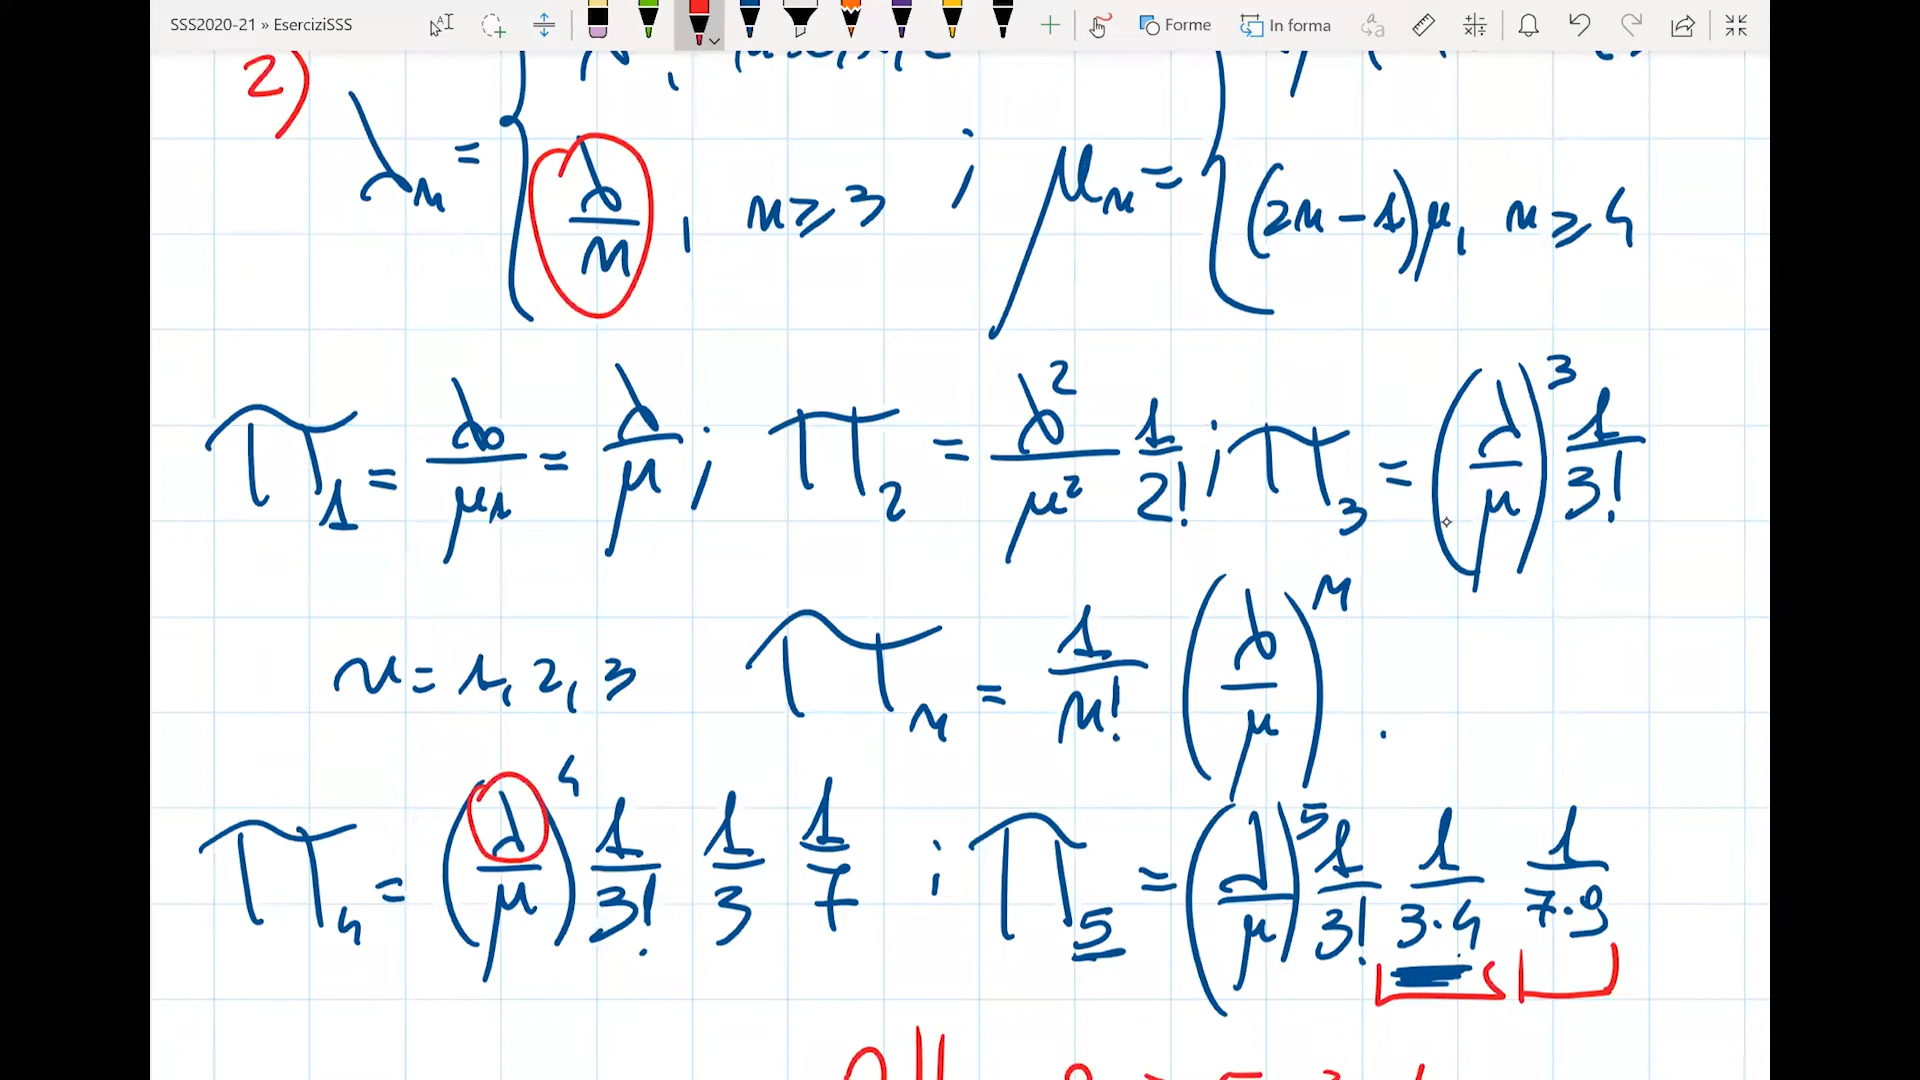 SSS2020-21 » EserciziSSS Forme In forma
2)
λn = { λ/n, n ≥ 3 ; μn = { (2n − 1)μ, n ≥ 4
Π1 = λ0/μ1 = λ/μ ; Π2 = λ²/μ² 1/2! ; Π3 = (λ/μ)³ 1/3!
n = 1, 2, 3 Πn = 1/n! (λ/μ)ⁿ .
Π4 = (λ/μ)⁴ 1/3! 1/3 1/7 ; Π5 = (λ/μ)⁵ 1/3! 1/3·4 1/7·9